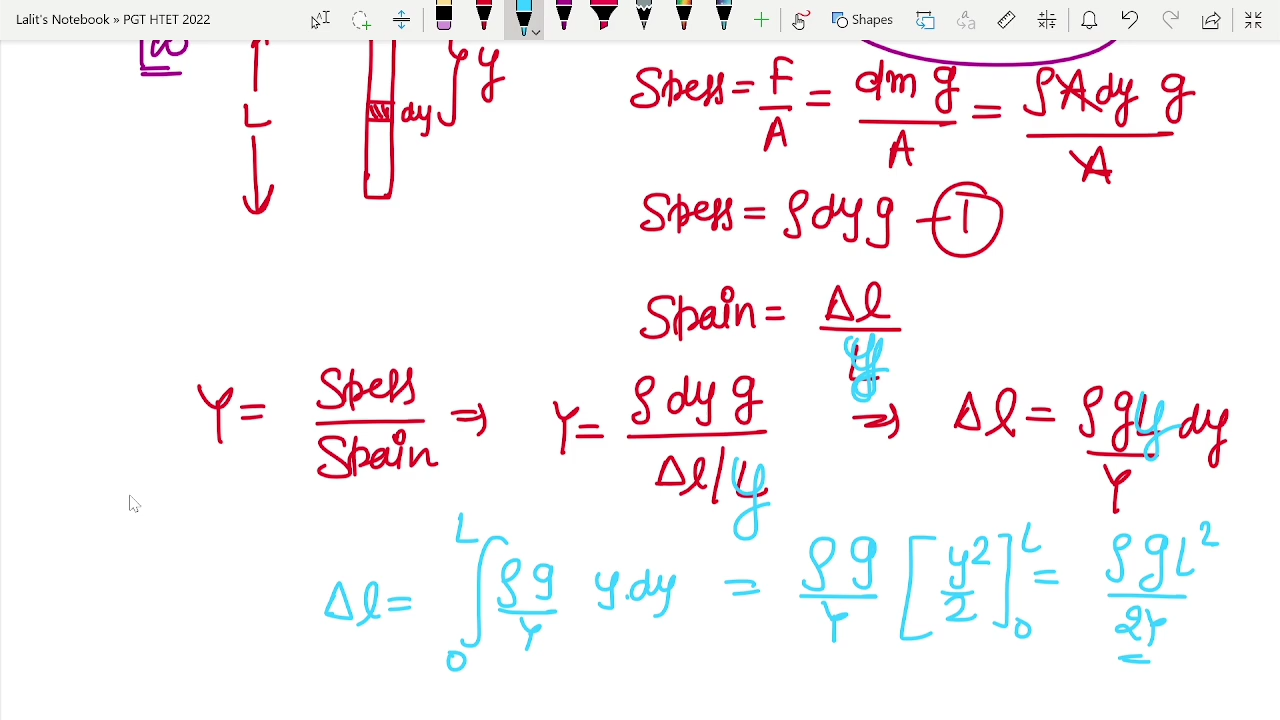 Lalit's Notebook » PGT HTET 2022
Shapes
L
dy y
Stress = F/A = dm g/A = ρA dy g/A
Stress = ρ dy g — ①
Strain = Δl/y
Y = Stress/Strain ⇒ Y = ρ dy g/Δl/y ⇒ Δl = ρgy/Y dy
Δl = ∫₀ᴸ ρg/Y y.dy = ρg/Y [y²/2]₀ᴸ = ρgL²/2Y